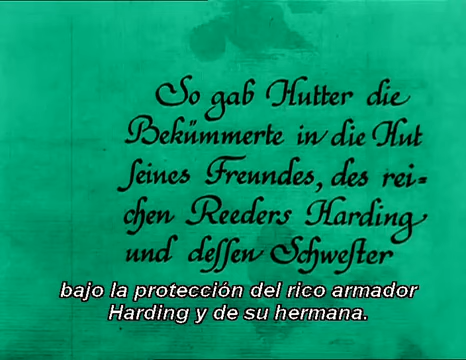 So gab Hutter die
Bekümmerte in die Hut
seines Freundes, des rei=
chen Reeders Harding
und dessen Schwester
bajo la protección del rico armador
Harding y de su hermana.